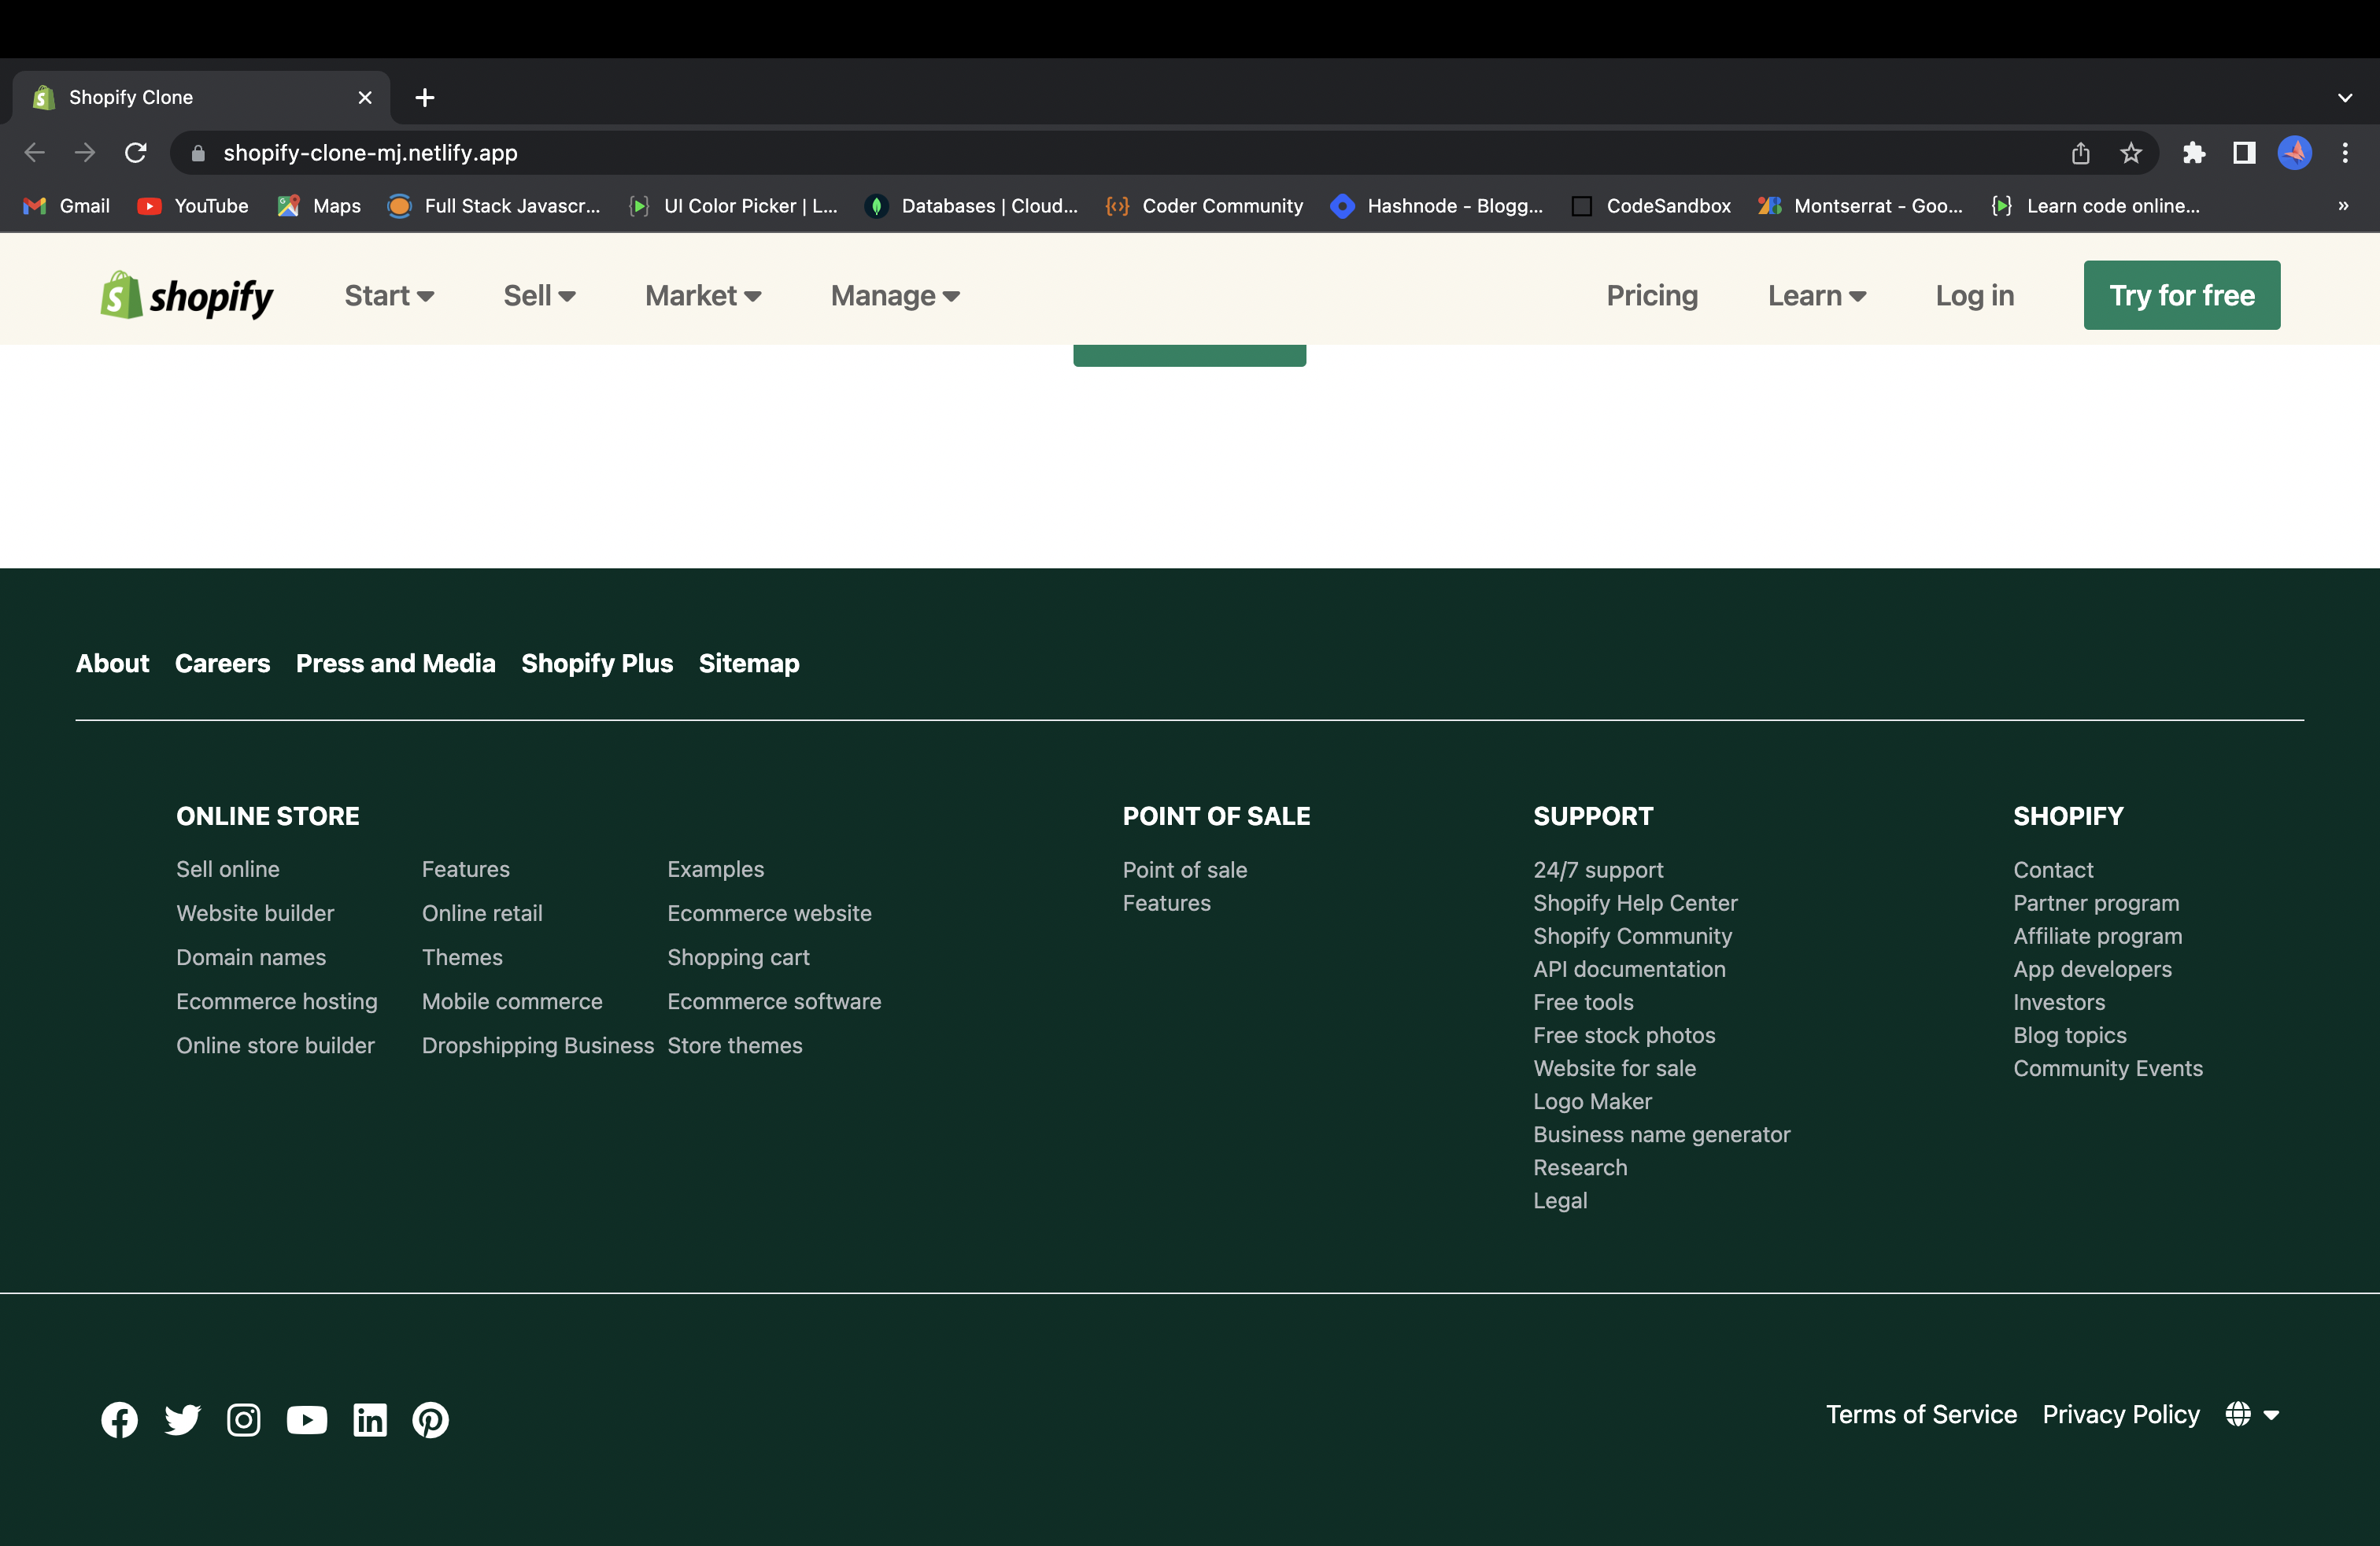 Shopify Clone
shopify-clone-mj.netlify.app
Gmail YouTube Maps Full Stack Javascr... UI Color Picker | L... Databases | Cloud... Coder Community Hashnode - Blogg... CodeSandbox Montserrat - Goo... Learn code online... »
shopify Start Sell Market Manage Pricing Learn Log in Try for free
About Careers Press and Media Shopify Plus Sitemap
ONLINE STORE
Sell online Features Examples
Website builder Online retail Ecommerce website
Domain names Themes Shopping cart
Ecommerce hosting Mobile commerce Ecommerce software
Online store builder Dropshipping Business Store themes
POINT OF SALE
Point of sale
Features
SUPPORT
24/7 support
Shopify Help Center
Shopify Community
API documentation
Free tools
Free stock photos
Website for sale
Logo Maker
Business name generator
Research
Legal
SHOPIFY
Contact
Partner program
Affiliate program
App developers
Investors
Blog topics
Community Events
Terms of Service Privacy Policy